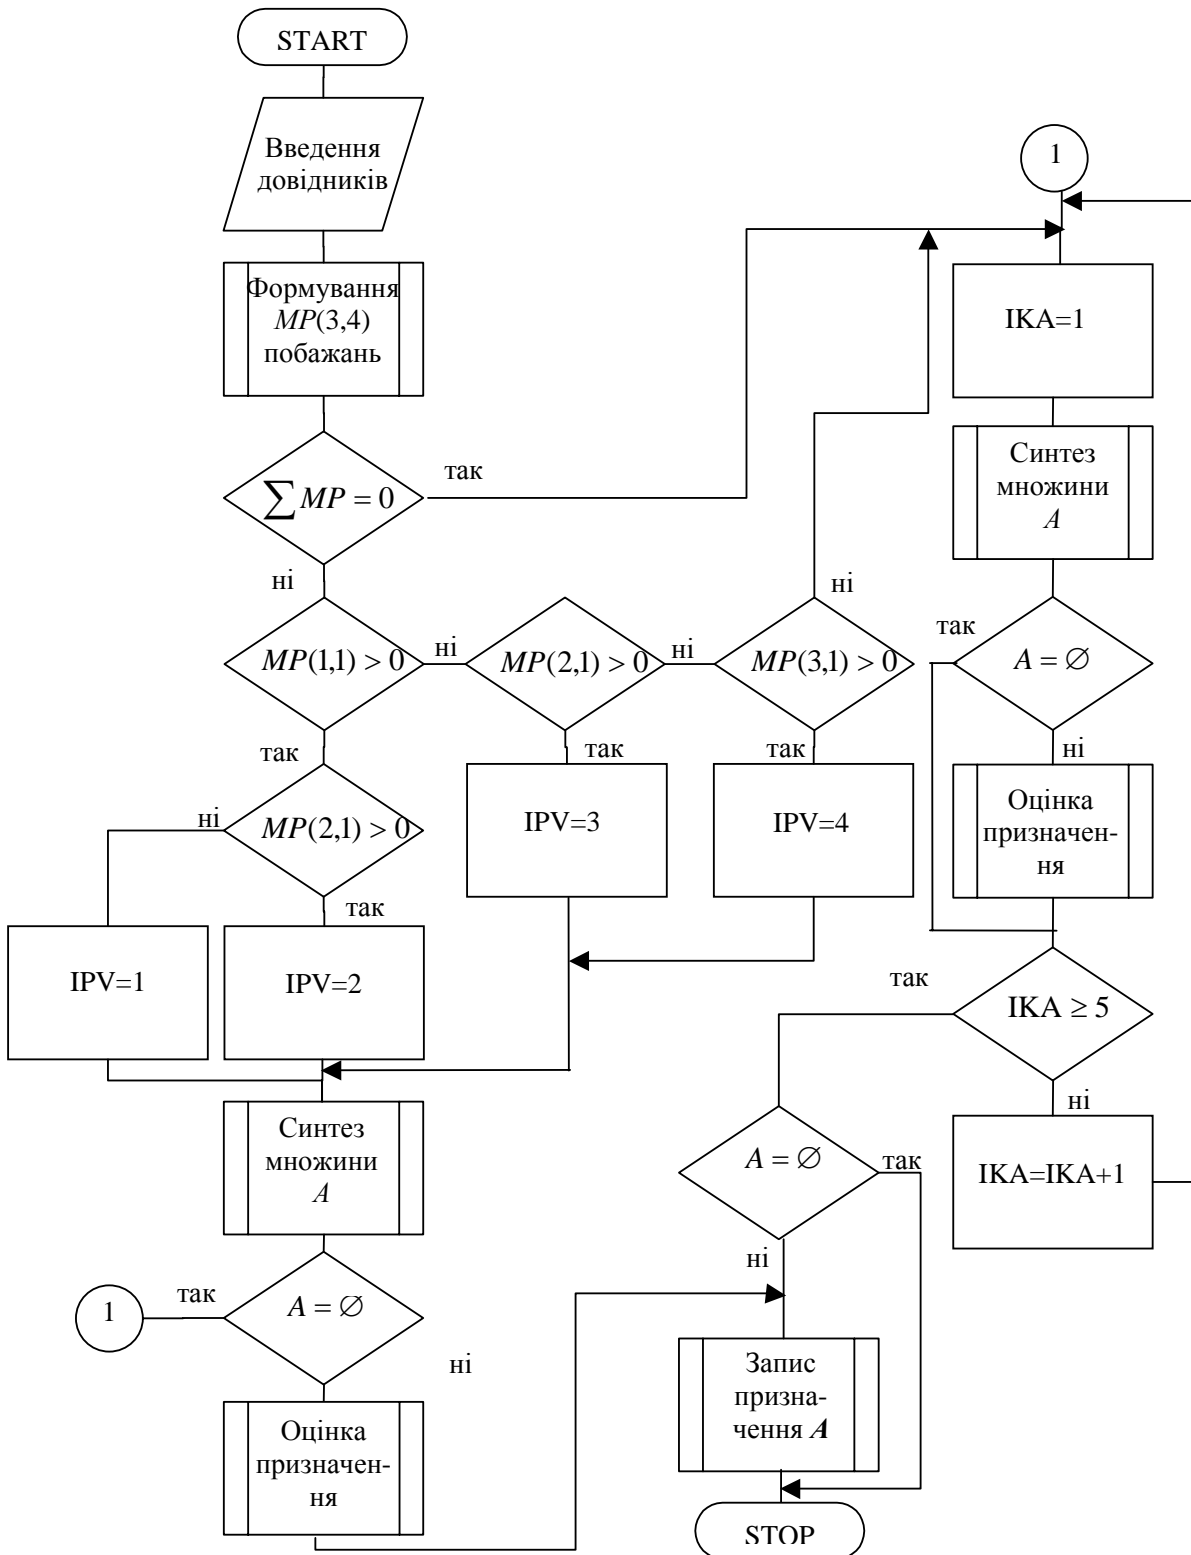 START
Введення
довідників
Формування
MP(3,4)
побажань
∑ MP = 0
так
ні
MP(1,1) > 0
ні
MP(2,1) > 0
ні
MP(3,1) > 0
ні
так
так
так
MP(2,1) > 0
ні
так
IPV=3
IPV=4
IPV=1
IPV=2
Синтез
множини
A
A = ∅
так
1
ні
Оцінка
призначен-
ня
1
IKA=1
Синтез
множини
A
так
A = ∅
ні
Оцінка
призначен-
ня
так
IKA ≥ 5
ні
IKA=IKA+1
A = ∅
так
ні
Запис
призна-
чення A
STOP